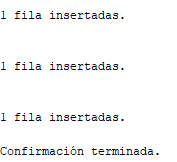 1 fila insertadas.
1 fila insertadas.
1 fila insertadas.
Confirmación terminada.